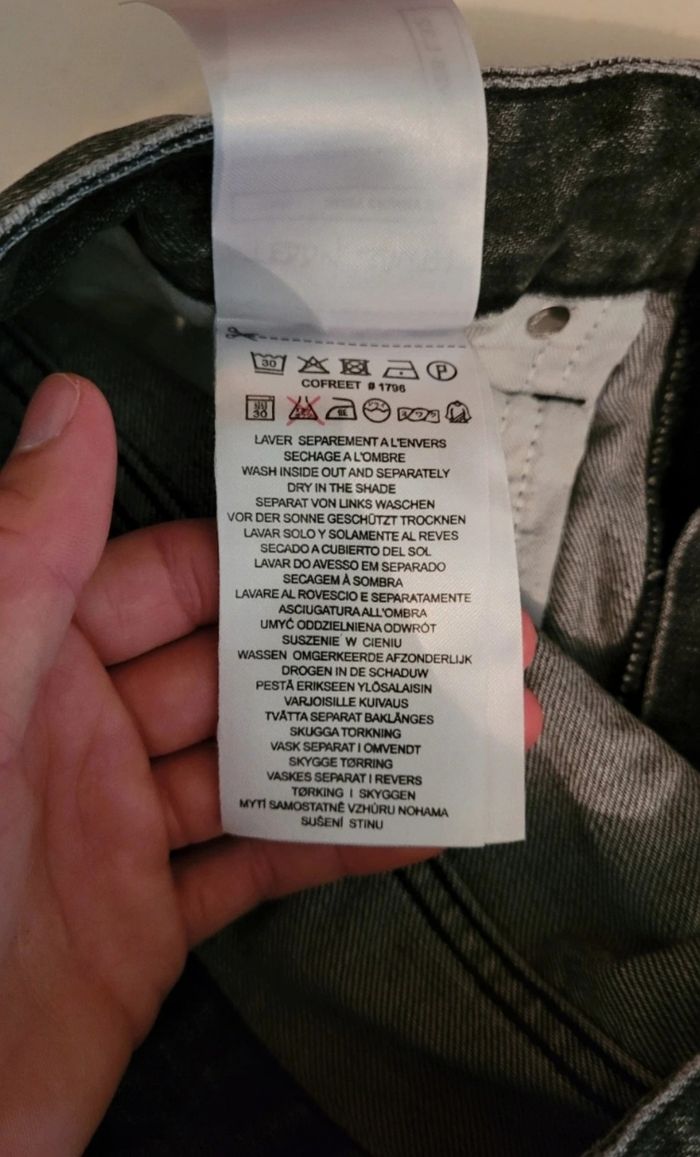 30 P
COFREET # 1796
30
LAVER SEPAREMENT A L'ENVERS
SECHAGE A L'OMBRE
WASH INSIDE OUT AND SEPARATELY
DRY IN THE SHADE
SEPARAT VON LINKS WASCHEN
VOR DER SONNE GESCHÜTZT TROCKNEN
LAVAR SOLO Y SOLAMENTE AL REVES
SECADO A CUBIERTO DEL SOL
LAVAR DO AVESSO EM SEPARADO
SECAGEM À SOMBRA
LAVARE AL ROVESCIO E SEPARATAMENTE
ASCIUGATURA ALL'OMBRA
UMYĆ ODDZIELNIENA ODWRÓT
SUSZENIE W CIENIU
WASSEN OMGERKEERDE AFZONDERLIJK
DROGEN IN DE SCHADUW
PESTÄ ERIKSEEN YLÖSALAISIN
VARJOISILLE KUIVAUS
TVÄTTA SEPARAT BAKLÄNGES
SKUGGA TORKNING
VASK SEPARAT I OMVENDT
SKYGGE TØRRING
VASKES SEPARAT I REVERS
TØRKING I SKYGGEN
MYTÍ SAMOSTATNĚ VZHŮRU NOHAMA
SUŠENÍ STINU